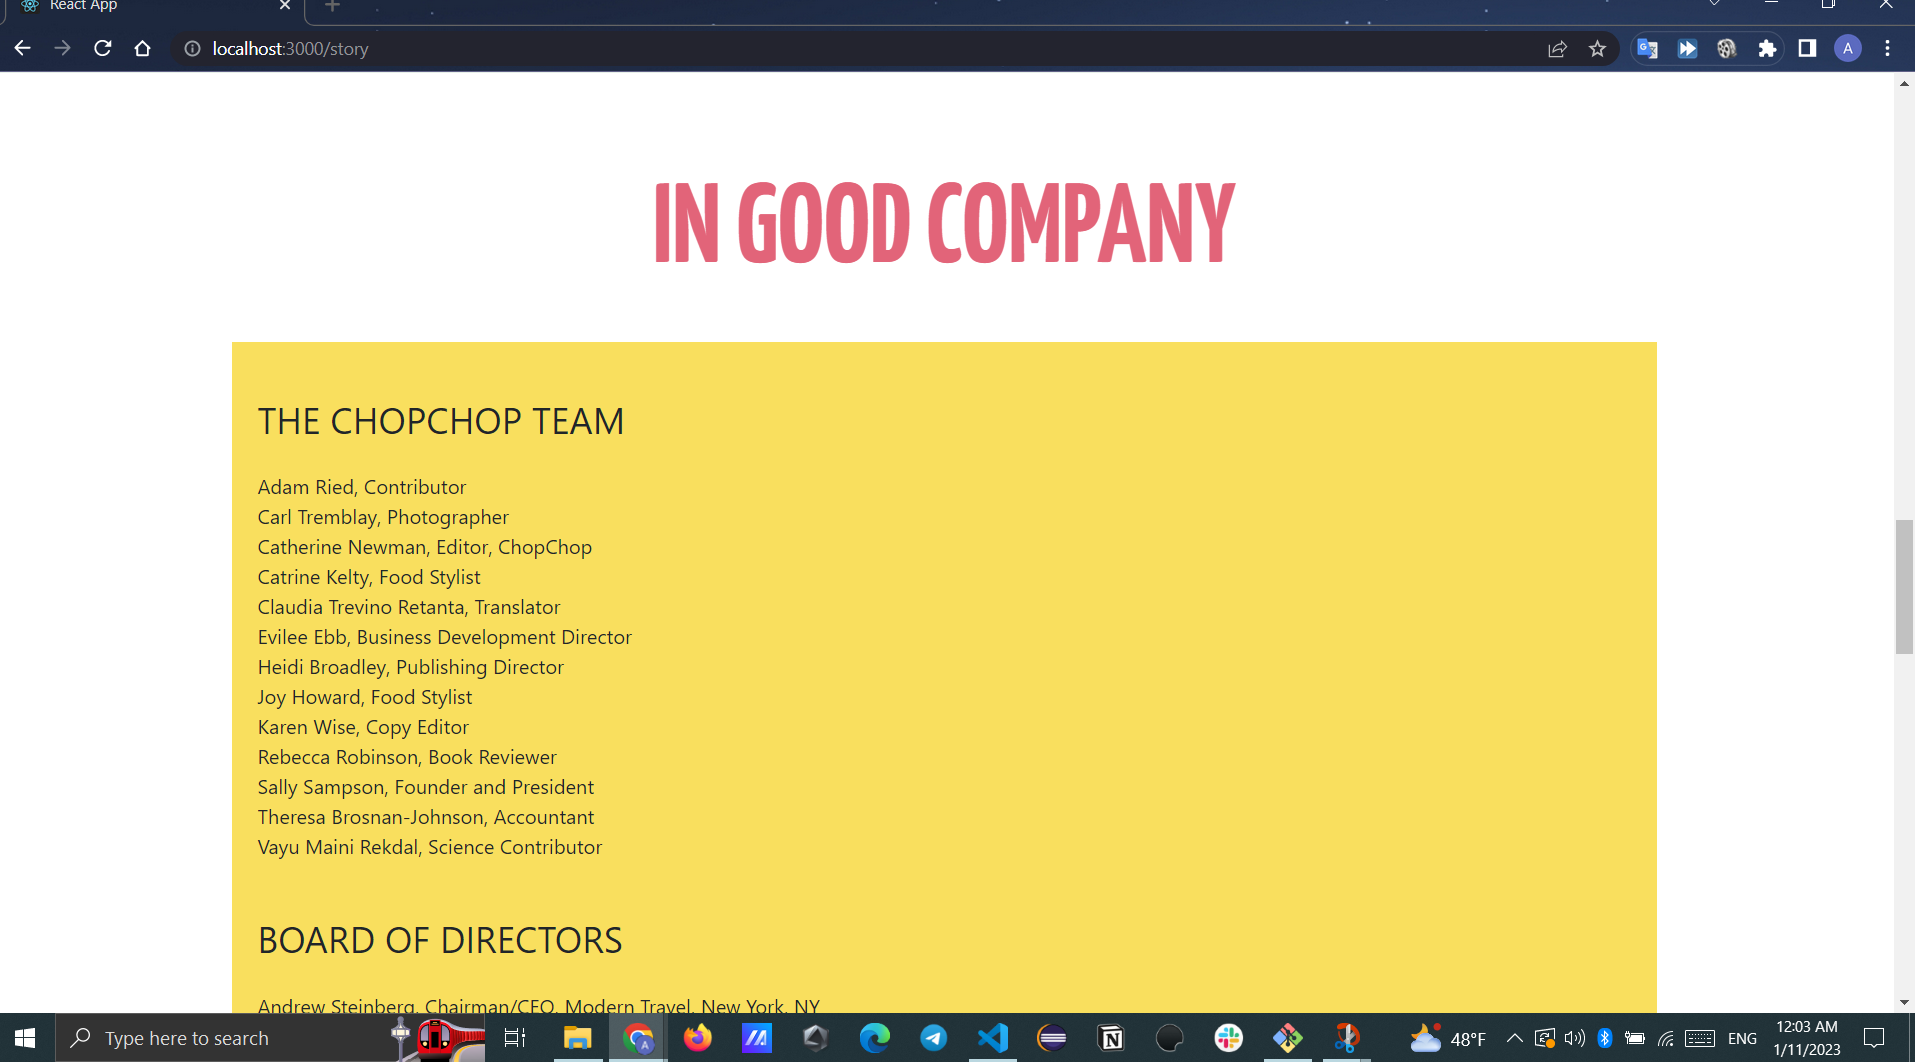 React App
localhost:3000/story
A
IN GOOD COMPANY
THE CHOPCHOP TEAM
Adam Ried, Contributor
Carl Tremblay, Photographer
Catherine Newman, Editor, ChopChop
Catrine Kelty, Food Stylist
Claudia Trevino Retanta, Translator
Evilee Ebb, Business Development Director
Heidi Broadley, Publishing Director
Joy Howard, Food Stylist
Karen Wise, Copy Editor
Rebecca Robinson, Book Reviewer
Sally Sampson, Founder and President
Theresa Brosnan-Johnson, Accountant
Vayu Maini Rekdal, Science Contributor
BOARD OF DIRECTORS
Andrew Steinberg, Chairman/CEO, Modern Travel, New York, NY
Type here to search
48°F
ENG
12:03 AM
1/11/2023